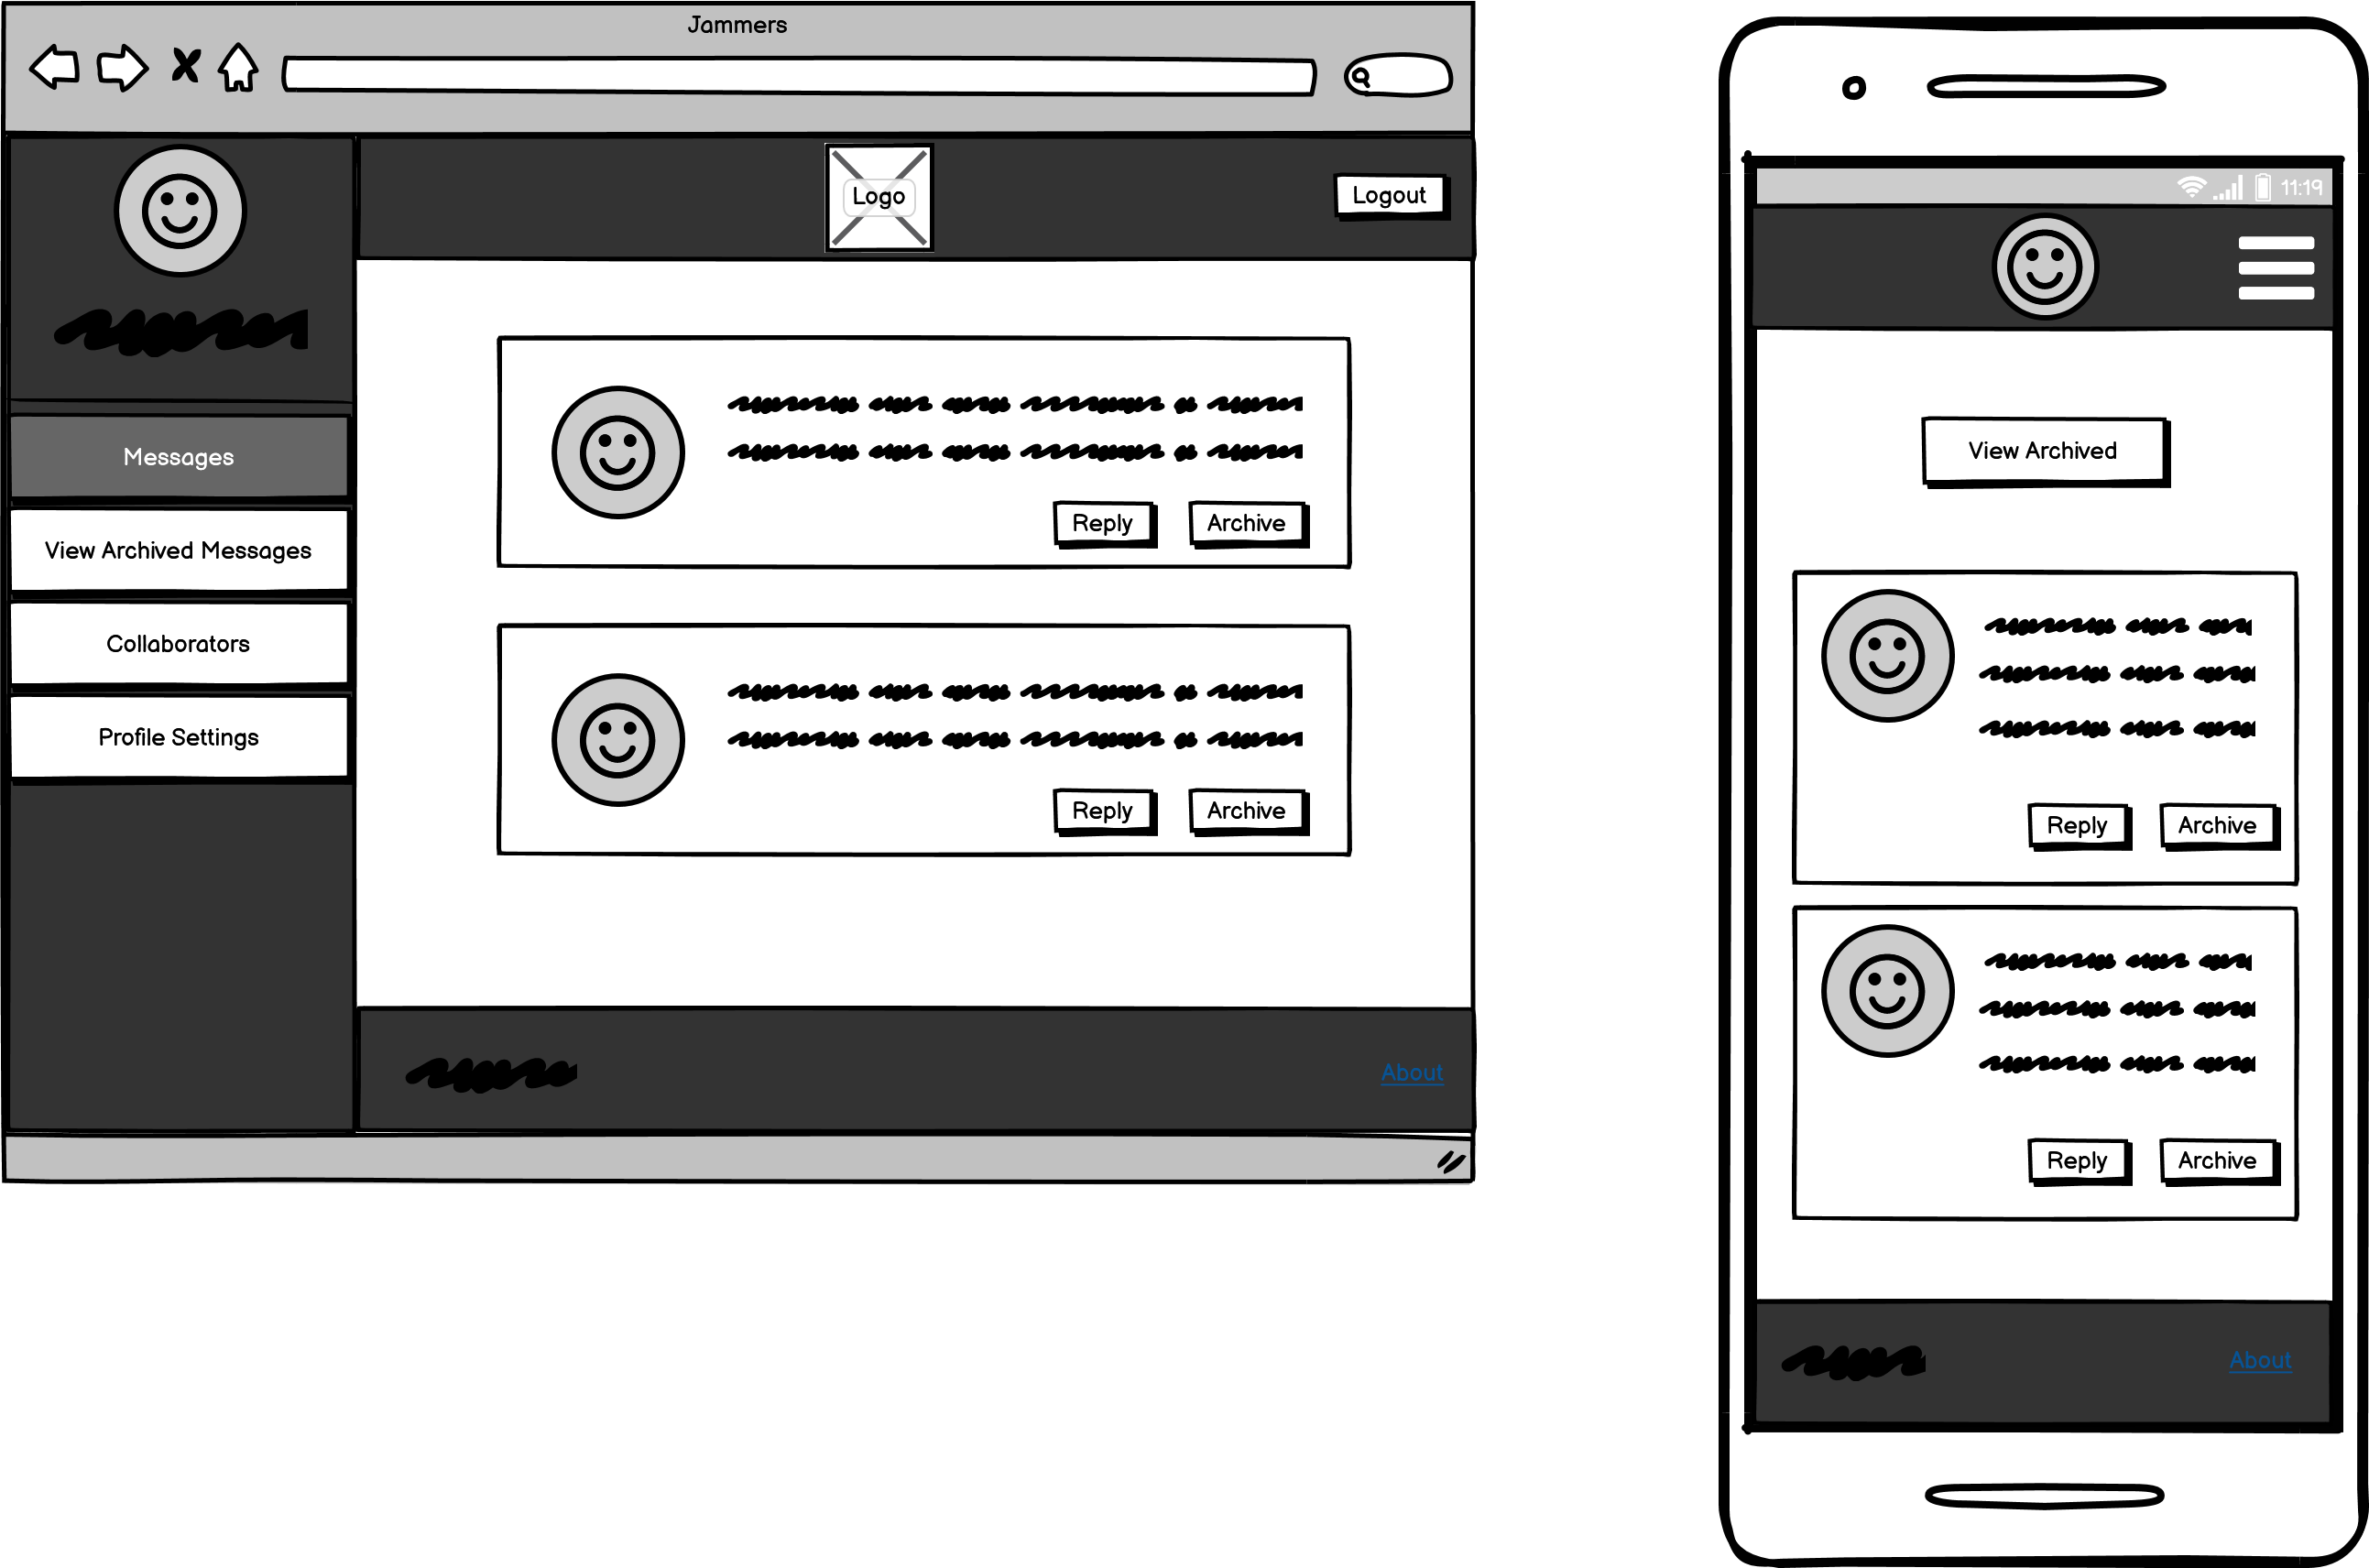 Jammers
Logo
Logout
Messages
View Archived Messages
Collaborators
Profile Settings
Reply Archive
Reply Archive
About
11:19
View Archived
Reply Archive
Reply Archive
About